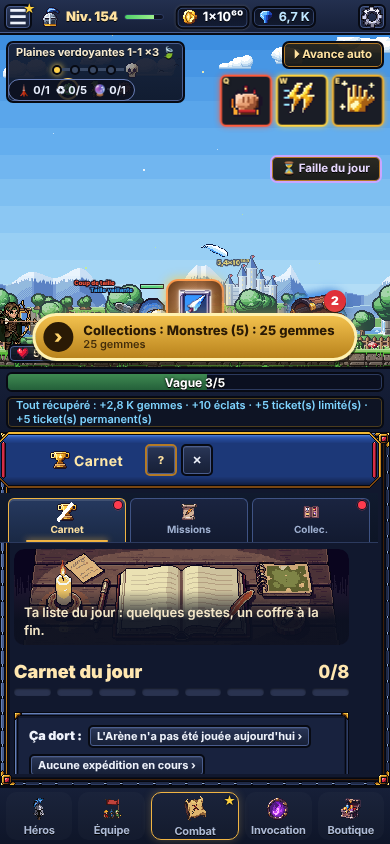 Niv. 154
1×10⁶⁰
6,7 K
Plaines verdoyantes 1-1 ×3
0/1 0/5 0/1
Avance auto
Q
W
E
Faille du jour
Coup de taille
Taille vaillante
2
Collections : Monstres (5) : 25 gemmes
25 gemmes
Vague 3/5
Tout récupéré : +2,8 K gemmes · +10 éclats · +5 ticket(s) limité(s) ·
+5 ticket(s) permanent(s)
Carnet
?
×
Carnet
Missions
Collec.
Ta liste du jour : quelques gestes, un coffre à la
fin.
Carnet du jour
0/8
Ça dort :
L'Arène n'a pas été jouée aujourd'hui ›
Aucune expédition en cours ›
Héros
Équipe
Combat
Invocation
Boutique